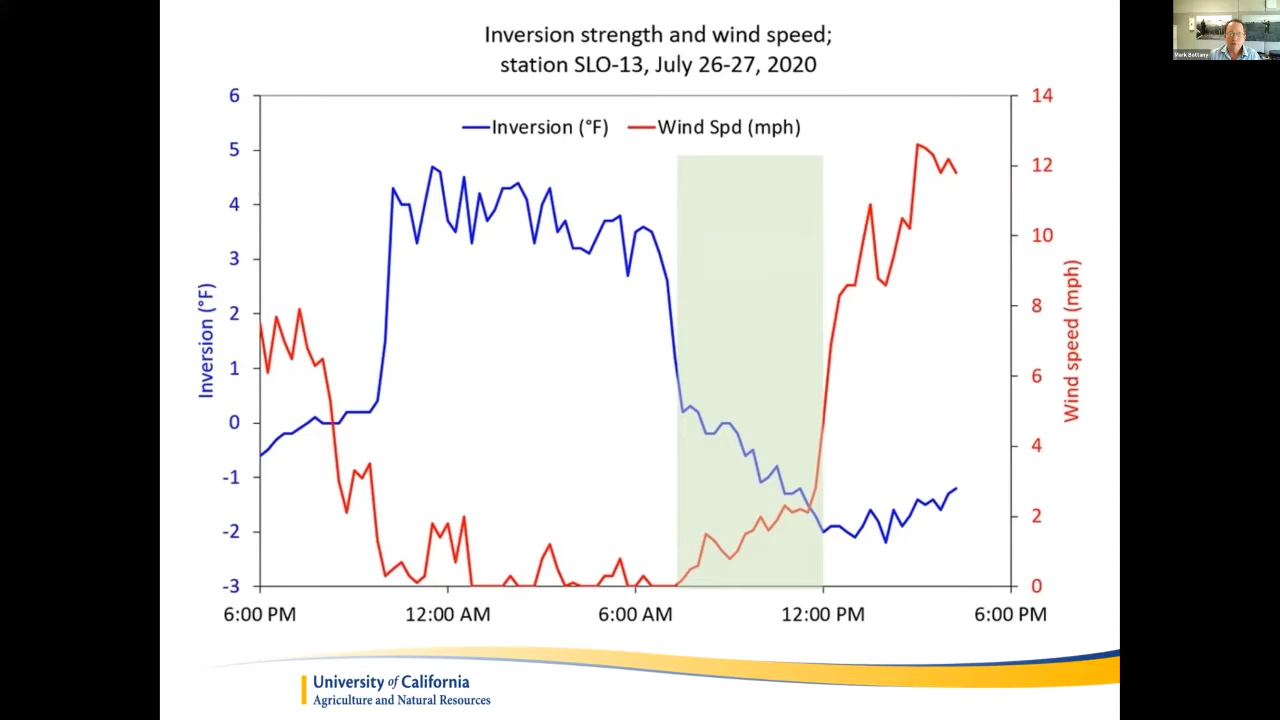 Inversion strength and wind speed;
station SLO-13, July 26-27, 2020
Mark Battany
6
5
4
3
2
1
0
-1
-2
-3
Inversion (°F)
Inversion (°F)
Wind Spd (mph)
14
12
10
8
6
4
2
0
Wind speed (mph)
6:00 PM
12:00 AM
6:00 AM
12:00 PM
6:00 PM
University of California
Agriculture and Natural Resources